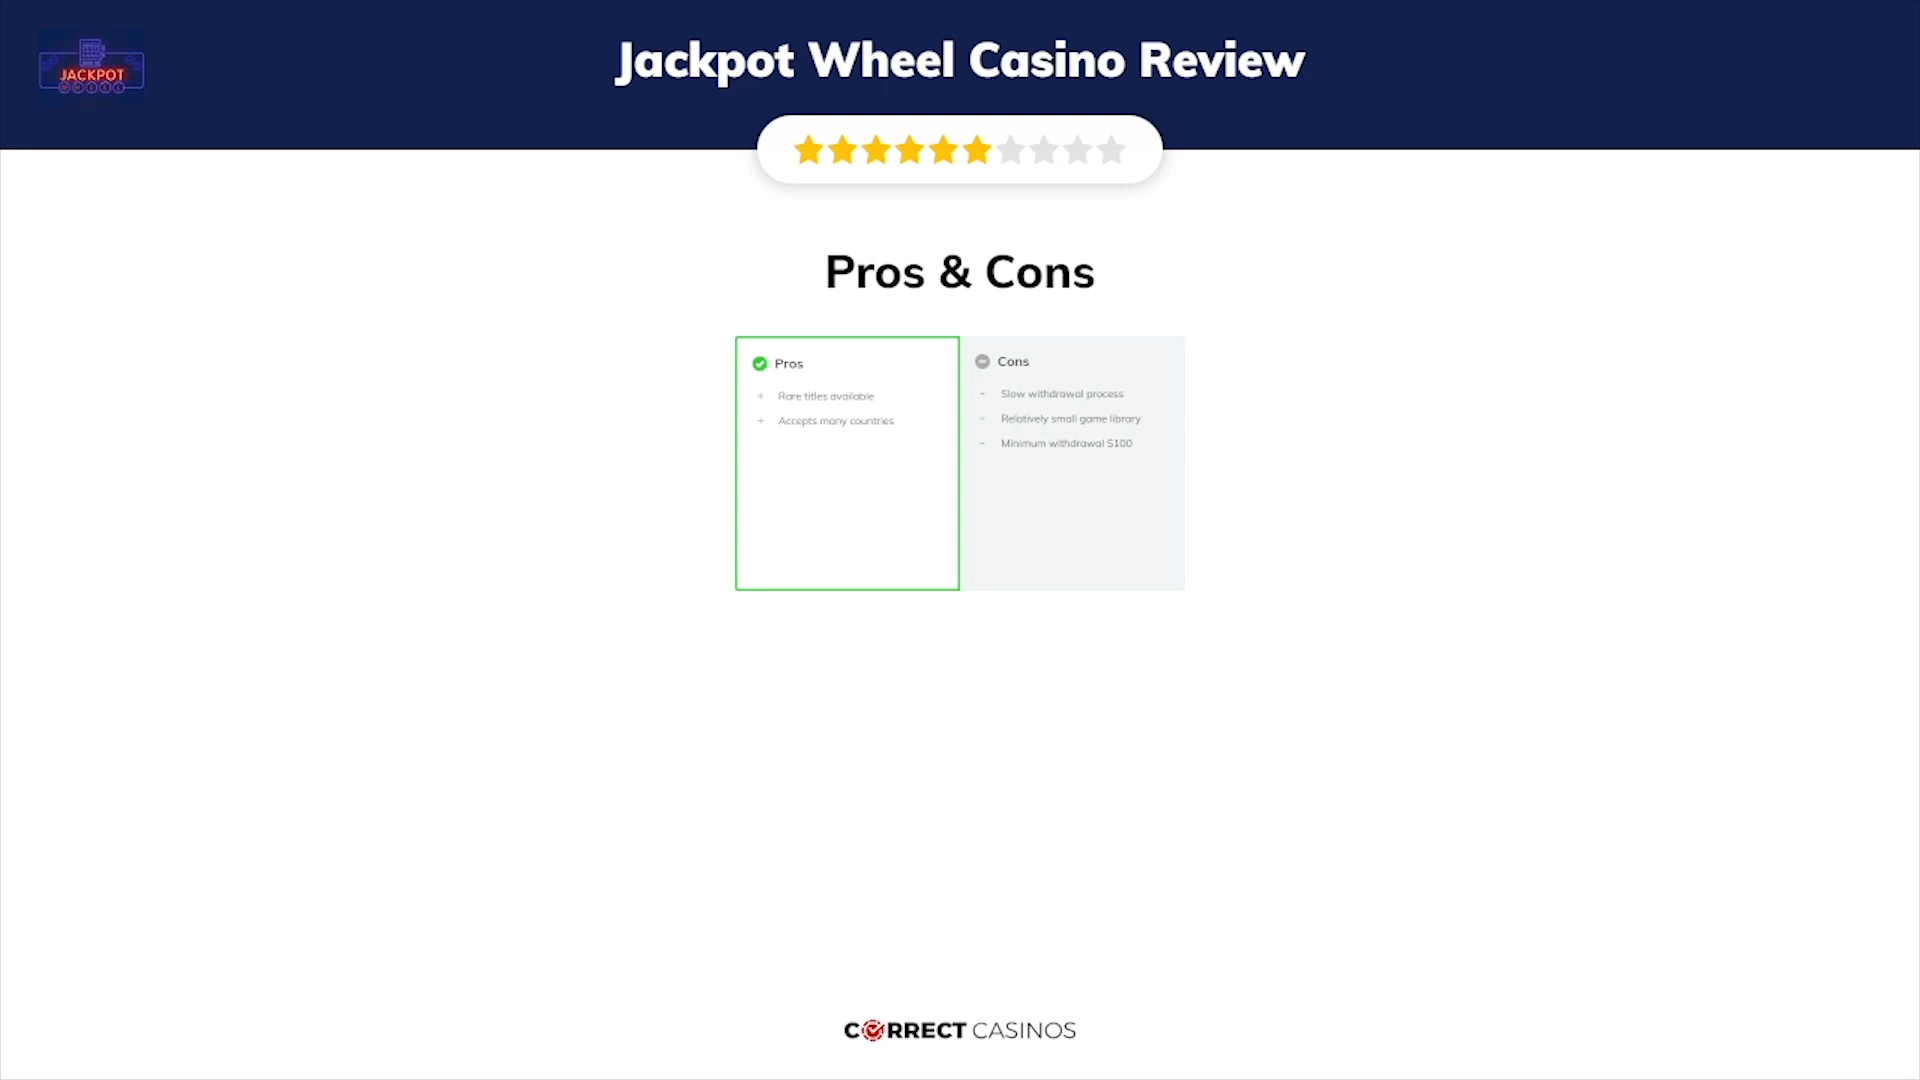 Jackpot Wheel Casino Review
JACKPOT
WHEEL
Pros & Cons
Pros
+ Rare titles available
+ Accepts many countries
Cons
- Slow withdrawal process
- Relatively small game library
- Minimum withdrawal $100
CORRECT CASINOS